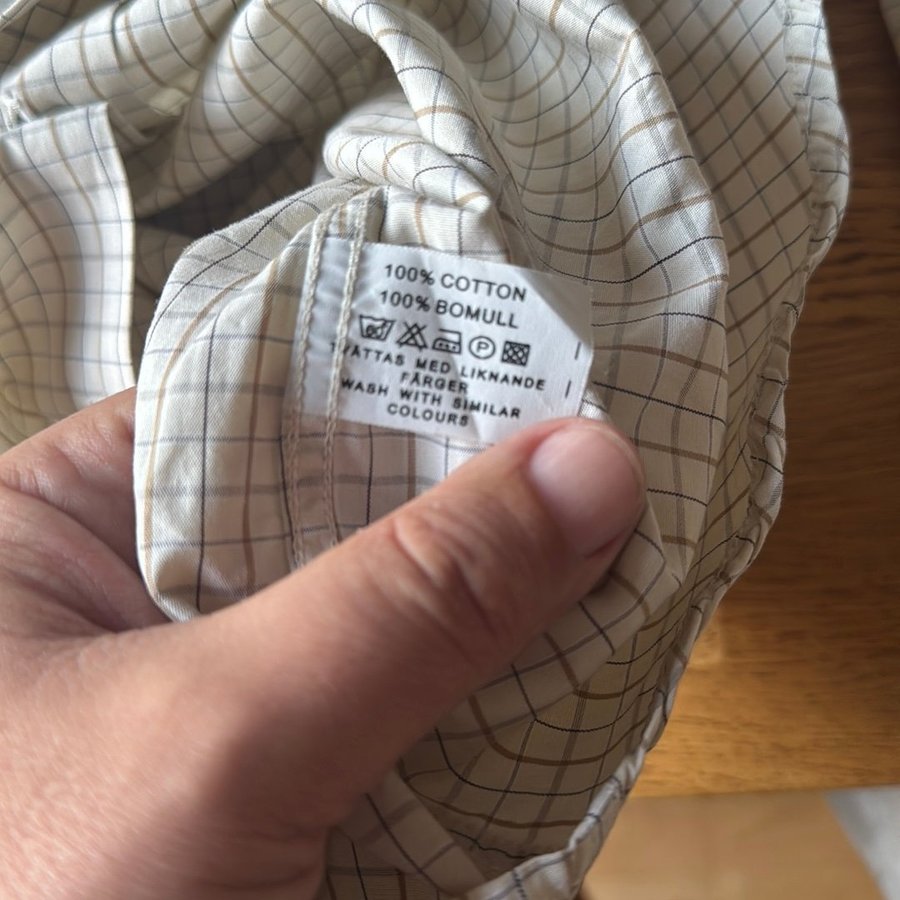 100% COTTON
100% BOMULL
P
TVÄTTAS MED LIKNANDE
FÄRGER
WASH WITH SIMILAR
COLOURS